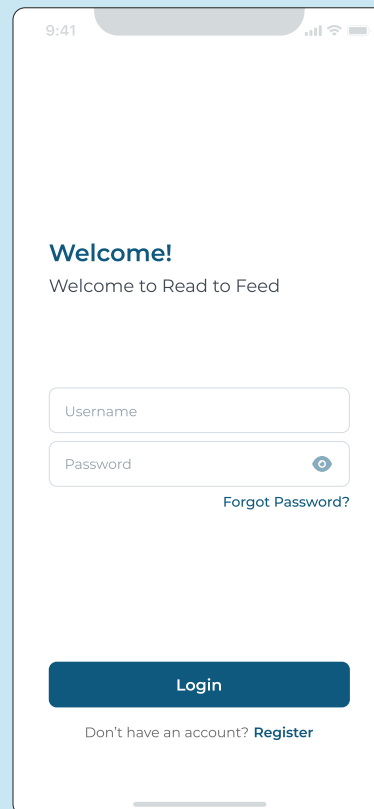 9:41
Welcome!
Welcome to Read to Feed
Username
Password
Forgot Password?
Login
Don’t have an account? Register